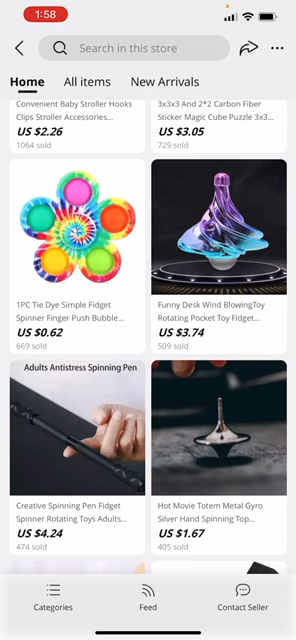 1:58
Search in this store
Home
All items
New Arrivals
Convenient Baby Stroller Hooks
Clips Stroller Accessories...
US $2.26
1064 sold
3x3x3 And 2*2 Carbon Fiber
Sticker Magic Cube Puzzle 3x3...
US $3.05
729 sold
1PC Tie Dye Simple Fidget
Spinner Finger Push Bubble...
US $0.62
669 sold
Funny Desk Wind BlowingToy
Rotating Pocket Toy Fidget...
US $3.74
509 sold
Adults Antistress Spinning Pen
Creative Spinning Pen Fidget
Spinner Rotating Toys Adults...
US $4.24
474 sold
Hot Movie Totem Metal Gyro
Silver Hand Spinning Top...
US $1.67
405 sold
Categories
Feed
Contact Seller